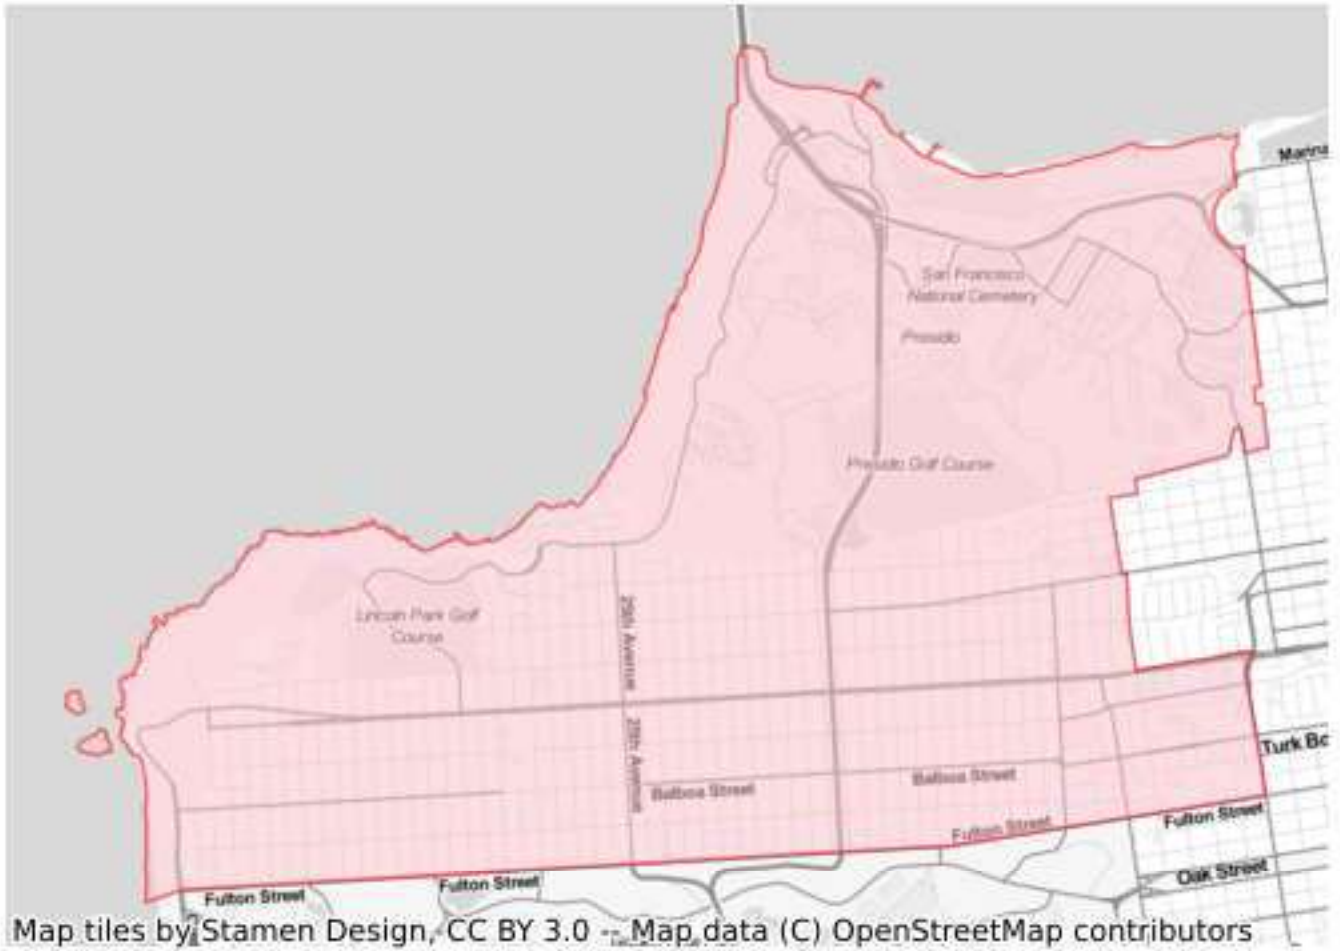 Marina
San Francisco
National Cemetery
Presidio
Presidio Golf Course
25th Avenue
Lincoln Park Golf
Course
25th Avenue
Turk Bo
Balboa Street
Balboa Street
Fulton Street
Fulton Street
Oak Street
Fulton Street
Fulton Street
Map tiles by Stamen Design, CC BY 3.0 -- Map data (C) OpenStreetMap contributors